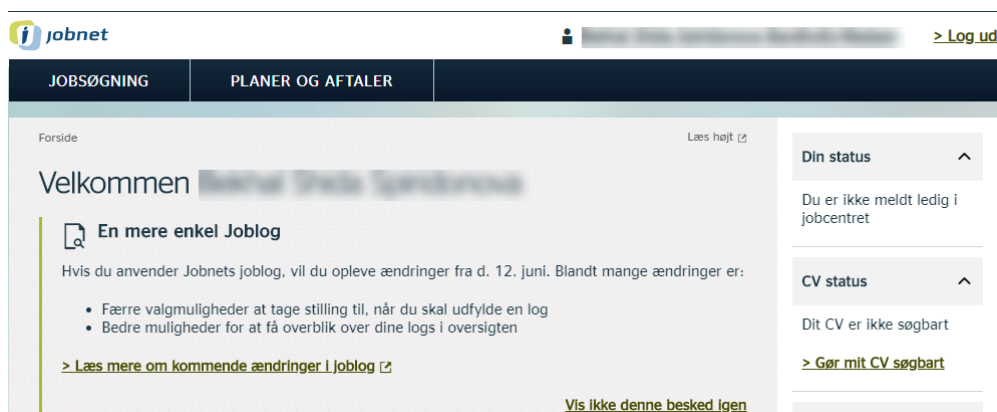 jobnet
> Log ud
JOBSØGNING
PLANER OG AFTALER
Forside
Læs højt
Velkommen
En mere enkel Joblog
Hvis du anvender Jobnets joblog, vil du opleve ændringer fra d. 12. juni. Blandt mange ændringer er:
• Færre valgmuligheder at tage stilling til, når du skal udfylde en log
• Bedre muligheder for at få overblik over dine logs i oversigten
> Læs mere om kommende ændringer i joblog
Vis ikke denne besked igen
Din status
Du er ikke meldt ledig i
jobcentret
CV status
Dit CV er ikke søgbart
> Gør mit CV søgbart